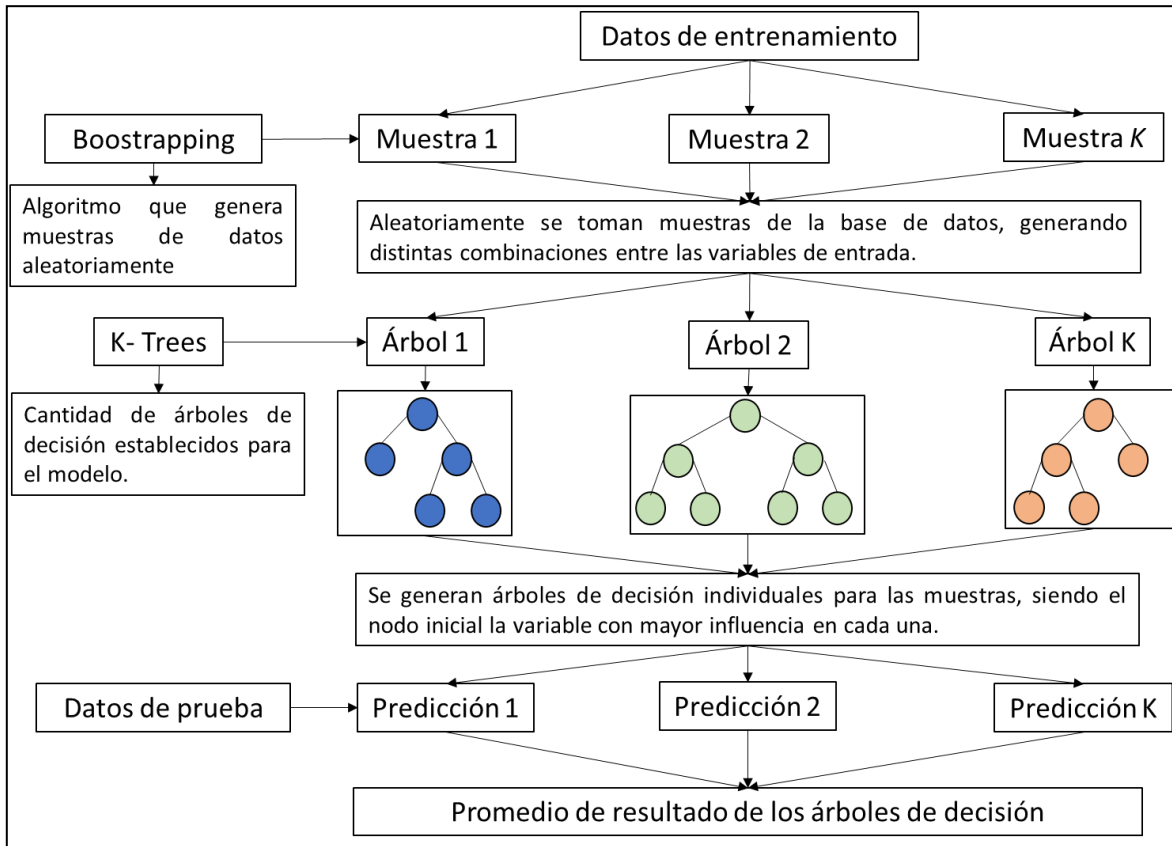 Datos de entrenamiento
Boostrapping
Muestra 1
Muestra 2
Muestra K
Algoritmo que genera
muestras de datos
aleatoriamente
Aleatoriamente se toman muestras de la base de datos, generando
distintas combinaciones entre las variables de entrada.
K- Trees
Árbol 1
Árbol 2
Árbol K
Cantidad de árboles de
decisión establecidos para
el modelo.
Se generan árboles de decisión individuales para las muestras, siendo el
nodo inicial la variable con mayor influencia en cada una.
Datos de prueba
Predicción 1
Predicción 2
Predicción K
Promedio de resultado de los árboles de decisión